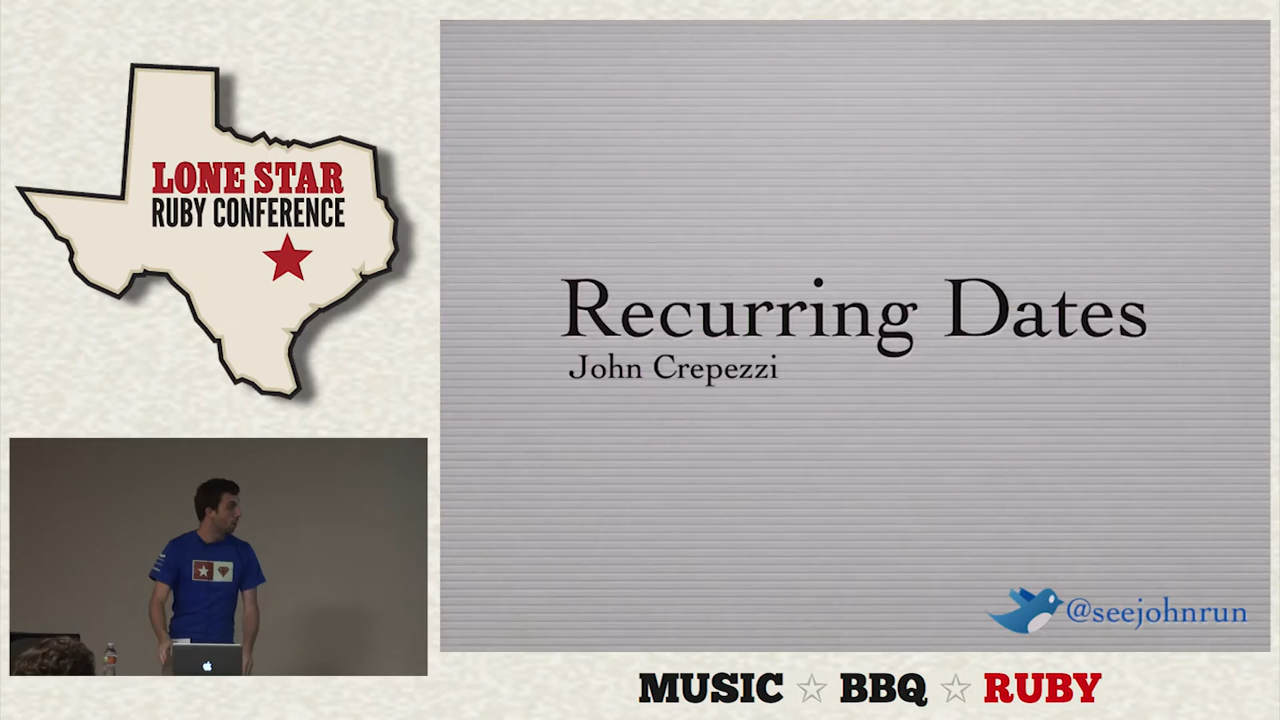 LONE STAR
RUBY CONFERENCE
Recurring Dates
John Crepezzi
@seejohnrun
MUSIC ☆ BBQ ☆ RUBY